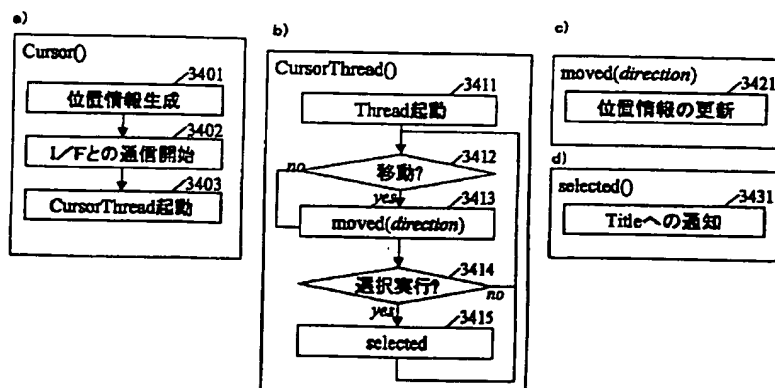 a)
Cursor()
3401
位置情報生成
3402
I/Fとの通信開始
3403
CursorThread起動
b)
CursorThread()
3411
Thread起動
3412
移動?
no
yes
3413
moved(direction)
3414
選択実行?
no
yes
3415
selected
c)
moved(direction)
3421
位置情報の更新
d)
selected()
3431
Titleへの通知